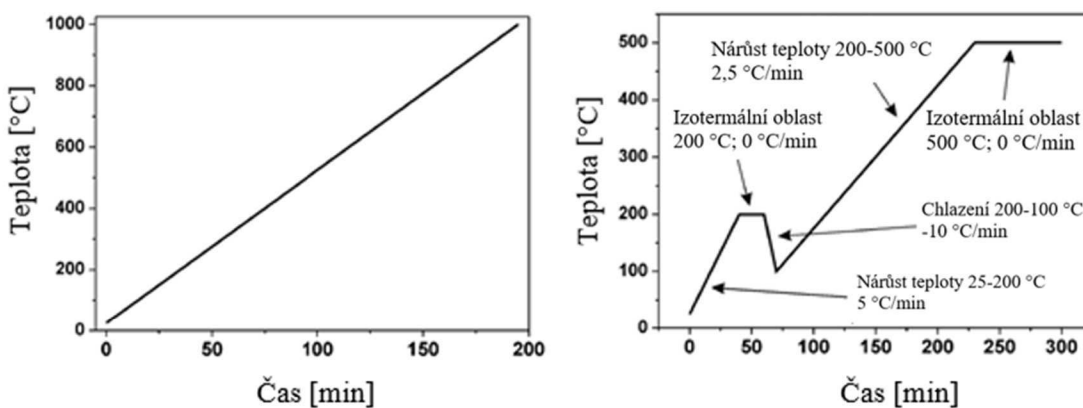 1000
800
600
400
200
0
0 50 100 150 200
Teplota [°C]
Čas [min]
500
400
300
200
100
0
0 50 100 150 200 250 300
Teplota [°C]
Čas [min]
Nárůst teploty 200-500 °C
2,5 °C/min
Izotermální oblast
200 °C; 0 °C/min
Izotermální oblast
500 °C; 0 °C/min
Chlazení 200-100 °C
-10 °C/min
Nárůst teploty 25-200 °C
5 °C/min